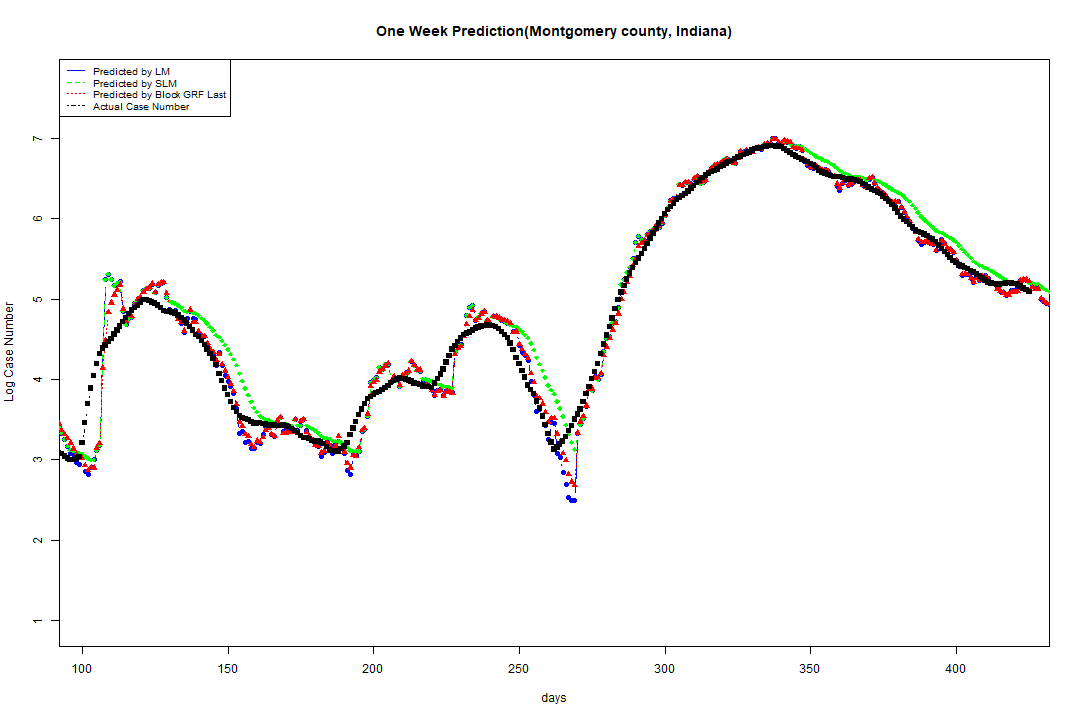 One Week Prediction(Montgomery county, Indiana)
Predicted by LM
Predicted by SLM
Predicted by Block GRF Last
Actual Case Number
Log Case Number
7
6
5
4
3
2
1
100 150 200 250 300 350 400
days